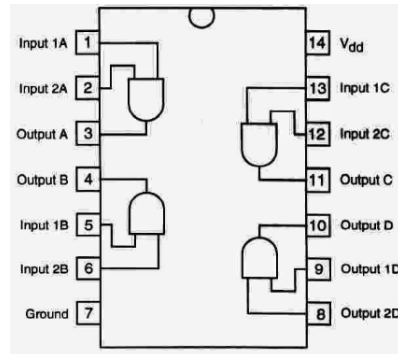 Input 1A 1
Input 2A 2
Output A 3
Output B 4
Input 1B 5
Input 2B 6
Ground 7
14 Vdd
13 Input 1C
12 Input 2C
11 Output C
10 Output D
9 Output 1D
8 Output 2D